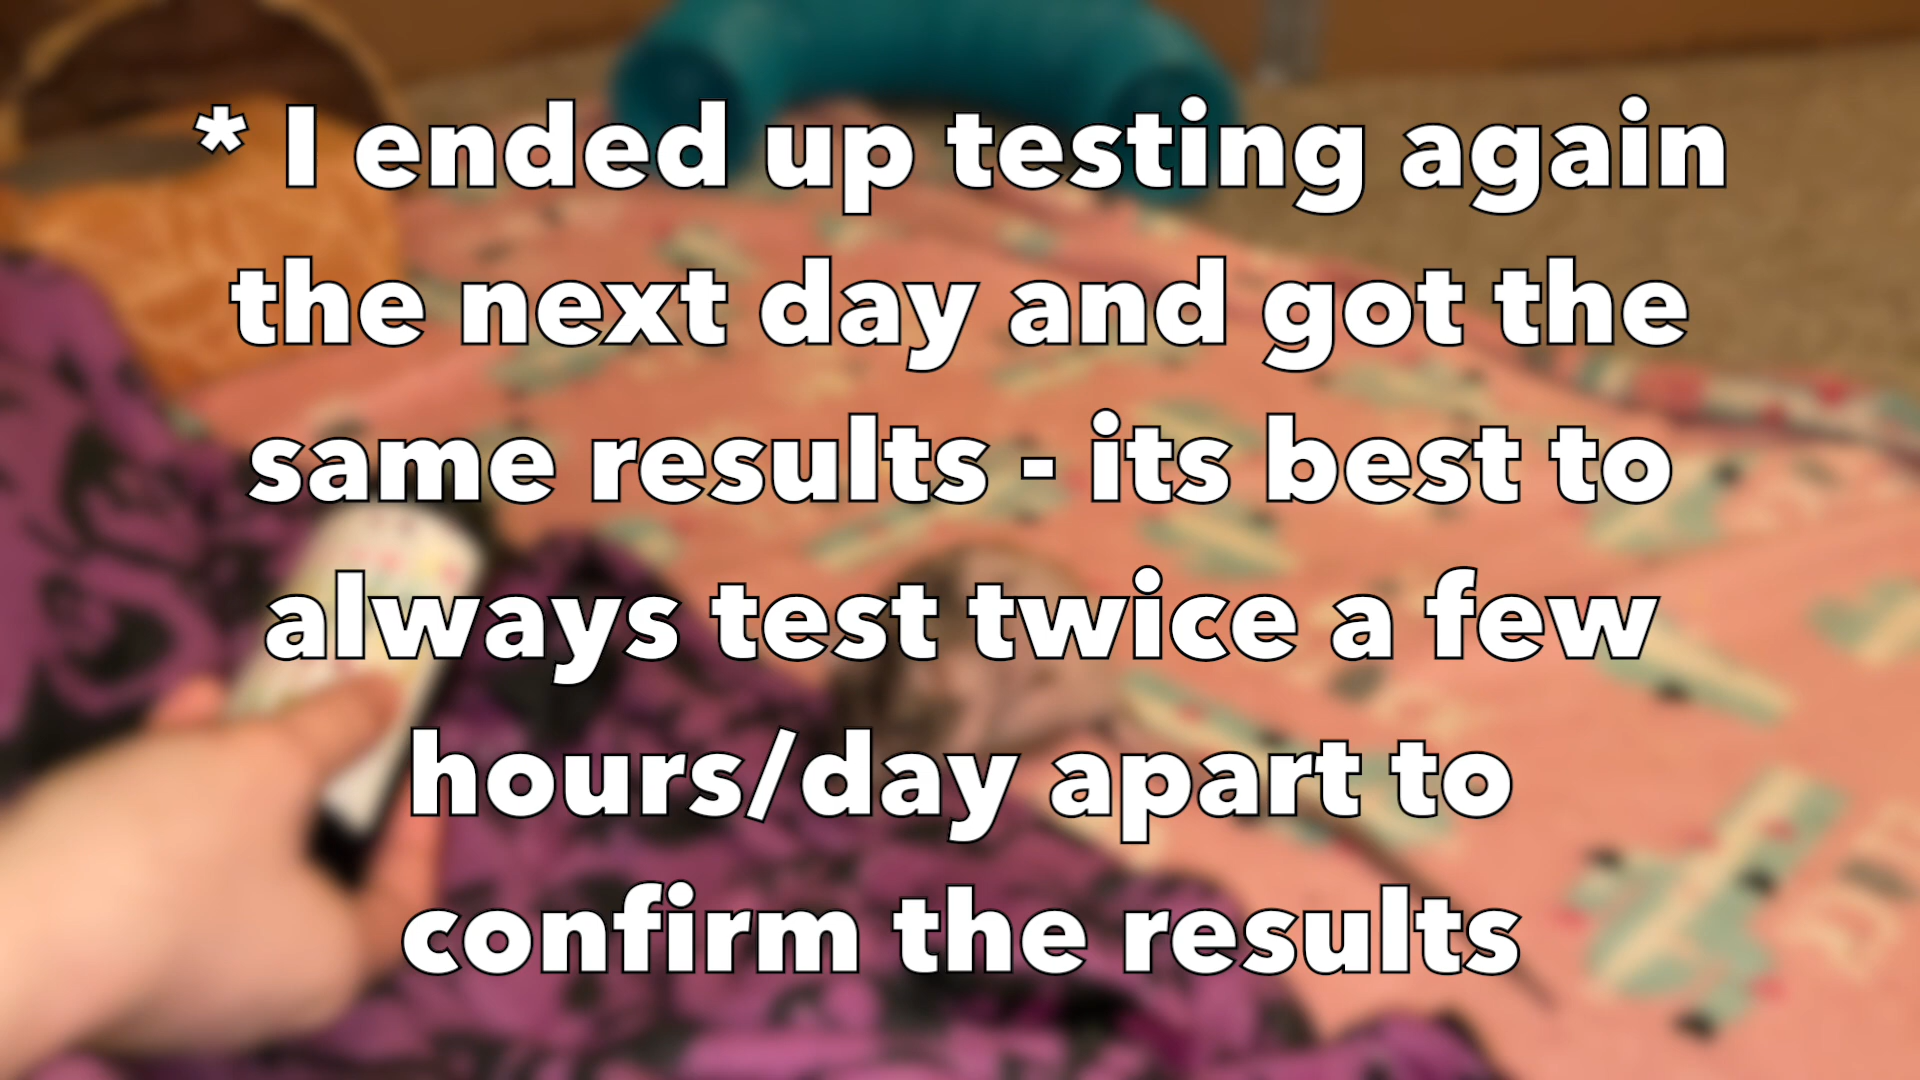 * I ended up testing again
the next day and got the
same results - its best to
always test twice a few
hours/day apart to
confirm the results